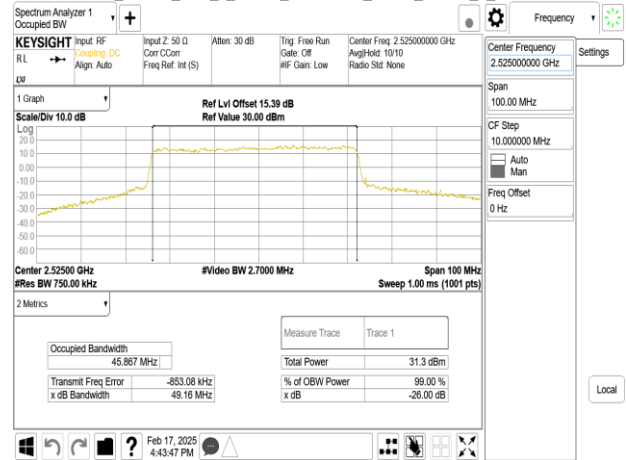 Spectrum Analyzer 1
Occupied BW
Frequency
KEYSIGHT
RL
LXI
Input: RF
Coupling: DC
Align: Auto
Input Z: 50 Ω
Corr CCorr
Freq Ref: Int (S)
Atten: 30 dB
Trig: Free Run
Gate: Off
#IF Gain: Low
Center Freq: 2.525000000 GHz
Avg|Hold: 10/10
Radio Std: None
Center Frequency
2.525000000 GHz
Settings
Span
100.00 MHz
CF Step
10.000000 MHz
Auto
Man
Freq Offset
0 Hz
Local
1 Graph
Scale/Div 10.0 dB
Ref Lvl Offset 15.39 dB
Ref Value 30.00 dBm
Log
20.0
10.0
0.00
-10.0
-20.0
-30.0
-40.0
-50.0
-60.0
Center 2.52500 GHz
#Res BW 750.00 kHz
#Video BW 2.7000 MHz
Span 100 MHz
Sweep 1.00 ms (1001 pts)
2 Metrics
Measure Trace Trace 1
Occupied Bandwidth
45.867 MHz
Total Power 31.3 dBm
Transmit Freq Error -853.08 kHz
% of OBW Power 99.00 %
x dB Bandwidth 49.16 MHz
x dB -26.00 dB
Feb 17, 2025
4:43:47 PM